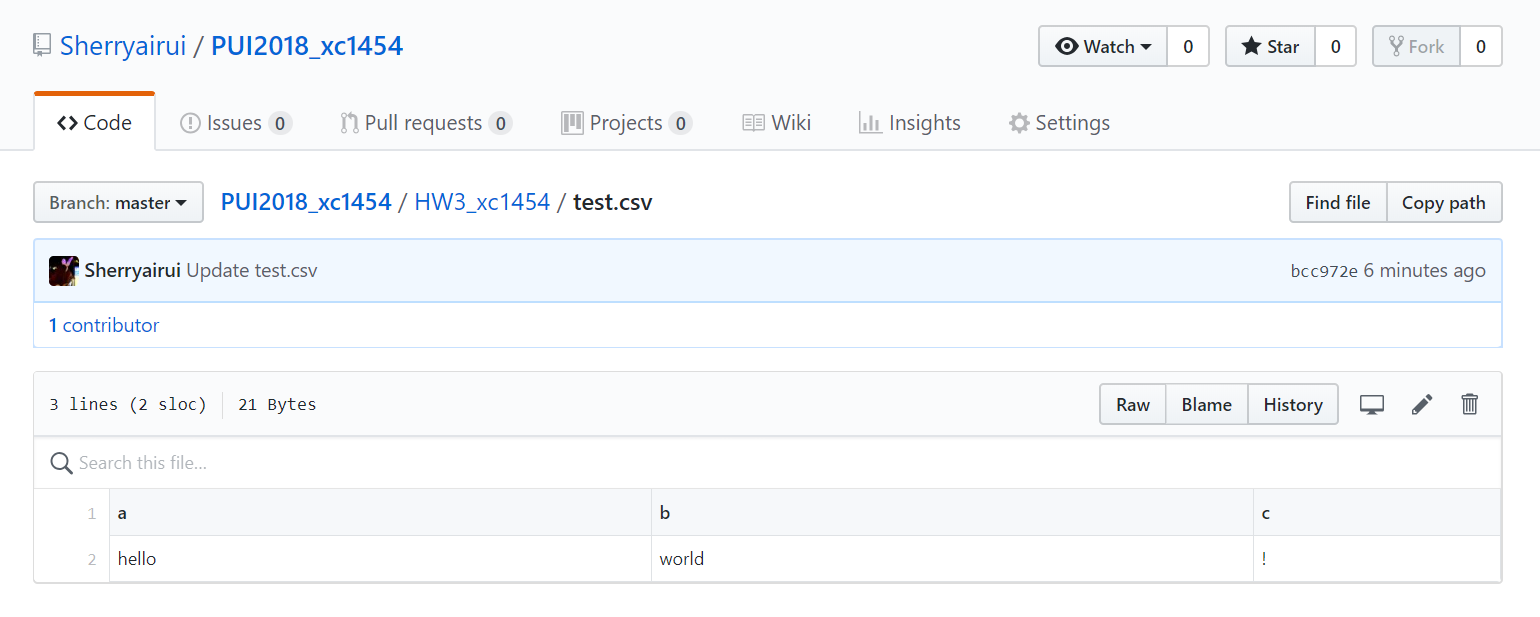 Sherryairui / PUI2018_xc1454 Watch 0 Star 0 Fork 0
Code Issues 0 Pull requests 0 Projects 0 Wiki Insights Settings
Branch: master PUI2018_xc1454 / HW3_xc1454 / test.csv Find file Copy path
Sherryairui Update test.csv bcc972e 6 minutes ago
1 contributor
3 lines (2 sloc) 21 Bytes Raw Blame History
Search this file...
1 a b c
2 hello world !